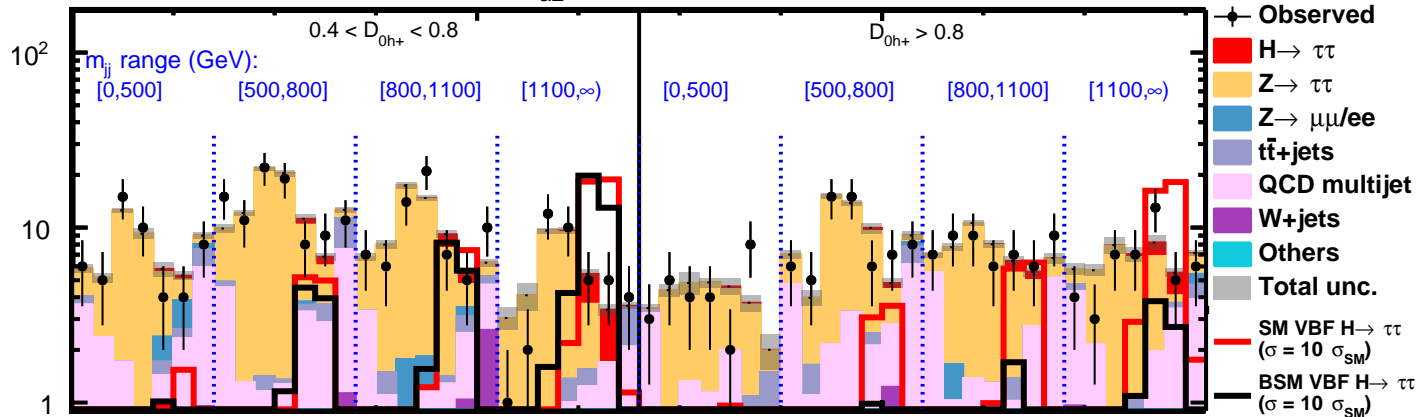 0.4 < D0h+ < 0.8
D0h+ > 0.8
mjj range (GeV):
[0,500] [500,800] [800,1100] [1100,∞) [0,500] [500,800] [800,1100] [1100,∞)
10²
10
1
Observed
H→ ττ
Z→ ττ
Z→ μμ/ee
tt̄+jets
QCD multijet
W+jets
Others
Total unc.
SM VBF H→ ττ
(σ = 10 σSM)
BSM VBF H→ ττ
(σ = 10 σSM)